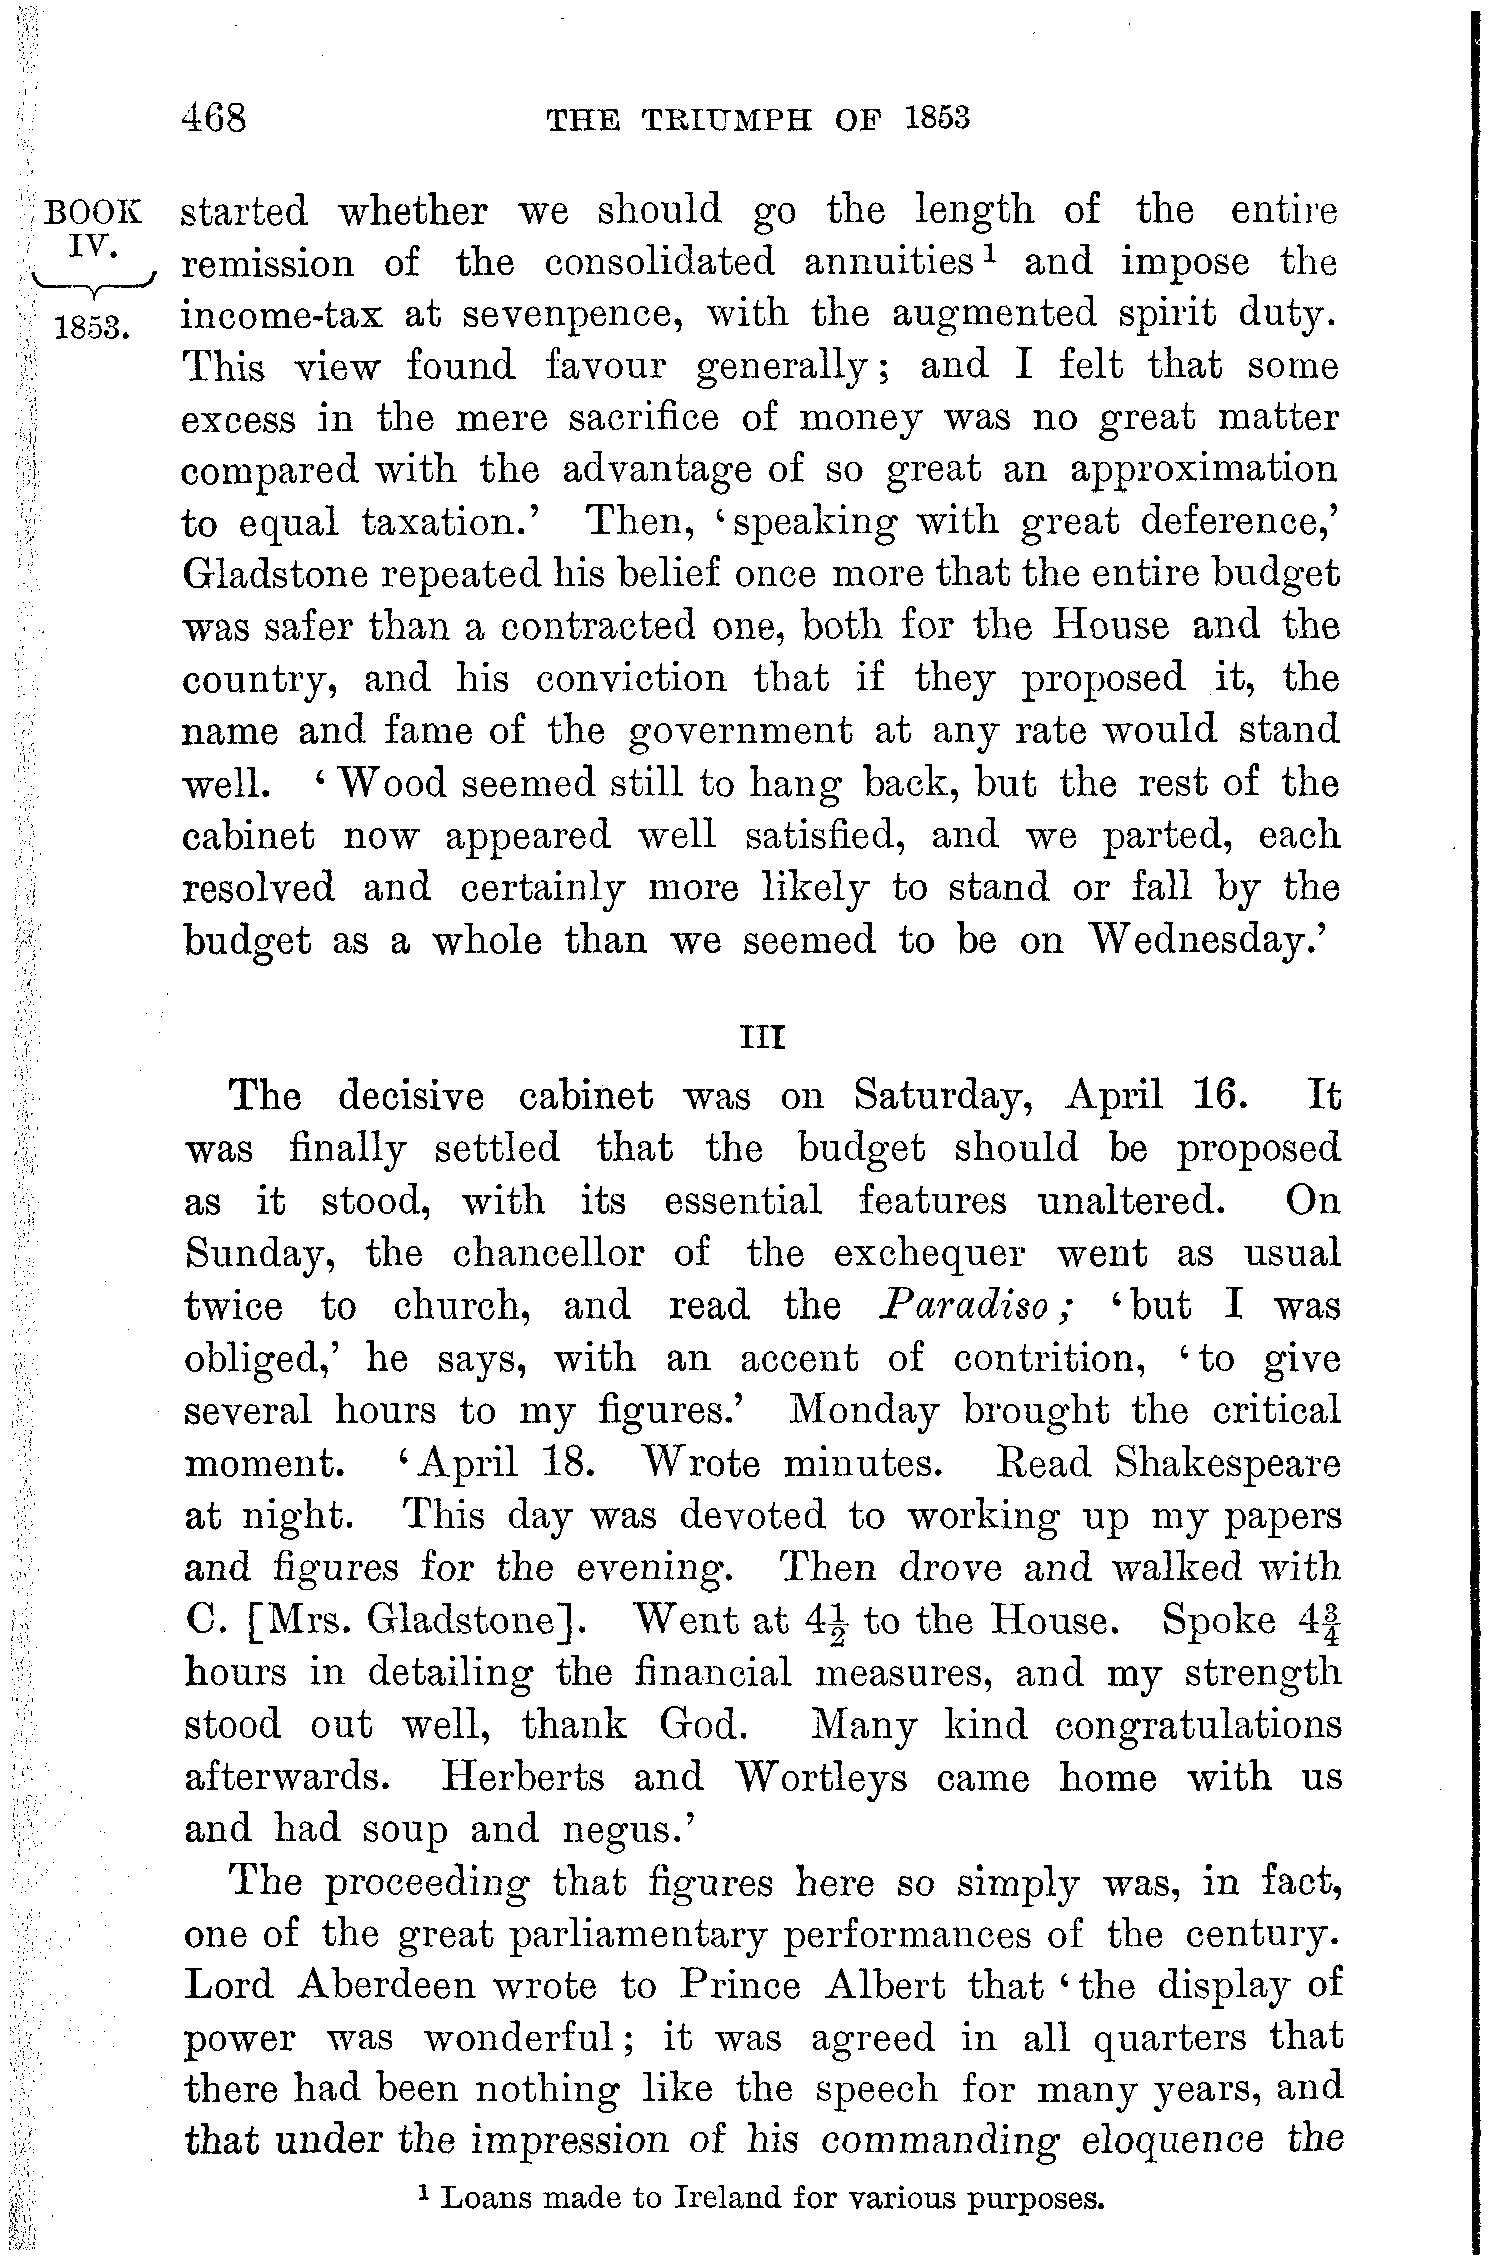 468 THE TRIUMPH OF 1853
BOOK
IV.
1853.
started whether we should go the length of the entire
remission of the consolidated annuities¹ and impose the
income-tax at sevenpence, with the augmented spirit duty.
This view found favour generally; and I felt that some
excess in the mere sacrifice of money was no great matter
compared with the advantage of so great an approximation
to equal taxation.’ Then, ‘speaking with great deference,’
Gladstone repeated his belief once more that the entire budget
was safer than a contracted one, both for the House and the
country, and his conviction that if they proposed it, the
name and fame of the government at any rate would stand
well. ‘Wood seemed still to hang back, but the rest of the
cabinet now appeared well satisfied, and we parted, each
resolved and certainly more likely to stand or fall by the
budget as a whole than we seemed to be on Wednesday.’
III
The decisive cabinet was on Saturday, April 16. It
was finally settled that the budget should be proposed
as it stood, with its essential features unaltered. On
Sunday, the chancellor of the exchequer went as usual
twice to church, and read the Paradiso; ‘but I was
obliged,’ he says, with an accent of contrition, ‘to give
several hours to my figures.’ Monday brought the critical
moment. ‘April 18. Wrote minutes. Read Shakespeare
at night. This day was devoted to working up my papers
and figures for the evening. Then drove and walked with
C. [Mrs. Gladstone]. Went at 4½ to the House. Spoke 4¾
hours in detailing the financial measures, and my strength
stood out well, thank God. Many kind congratulations
afterwards. Herberts and Wortleys came home with us
and had soup and negus.’
The proceeding that figures here so simply was, in fact,
one of the great parliamentary performances of the century.
Lord Aberdeen wrote to Prince Albert that ‘the display of
power was wonderful; it was agreed in all quarters that
there had been nothing like the speech for many years, and
that under the impression of his commanding eloquence the
¹ Loans made to Ireland for various purposes.